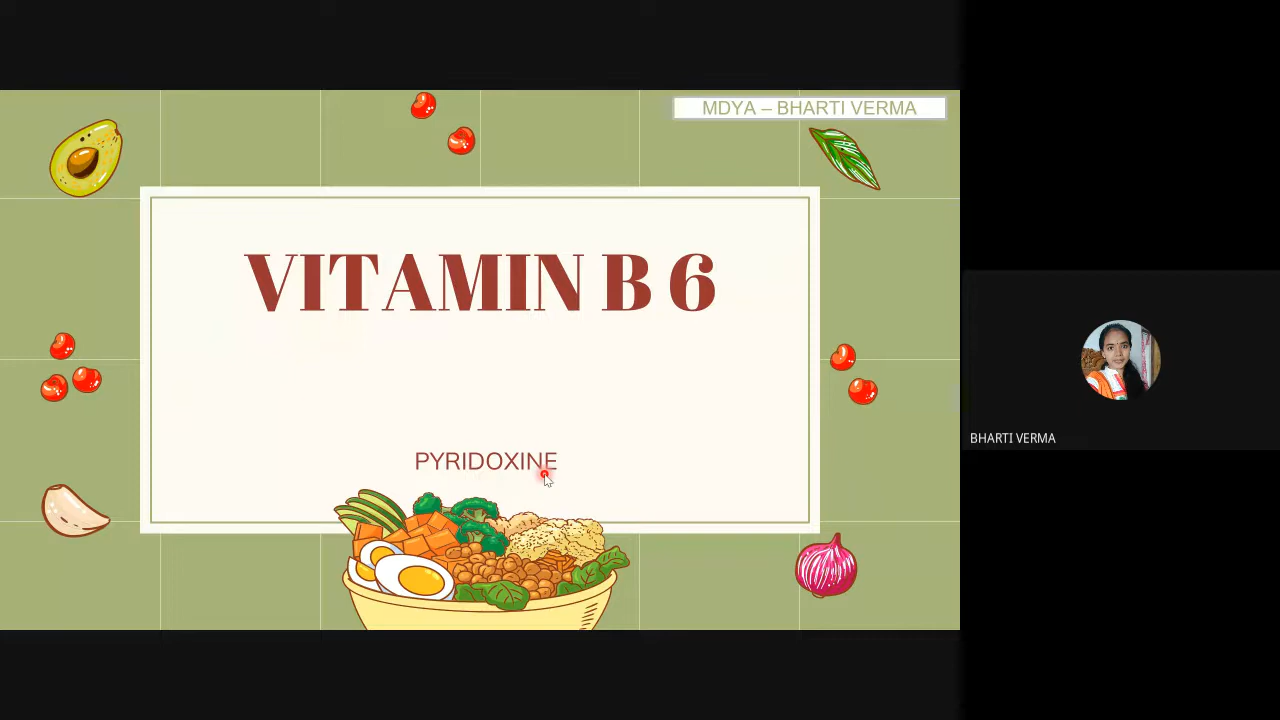 MDYA – BHARTI VERMA
VITAMIN B 6
PYRIDOXINE
BHARTI VERMA